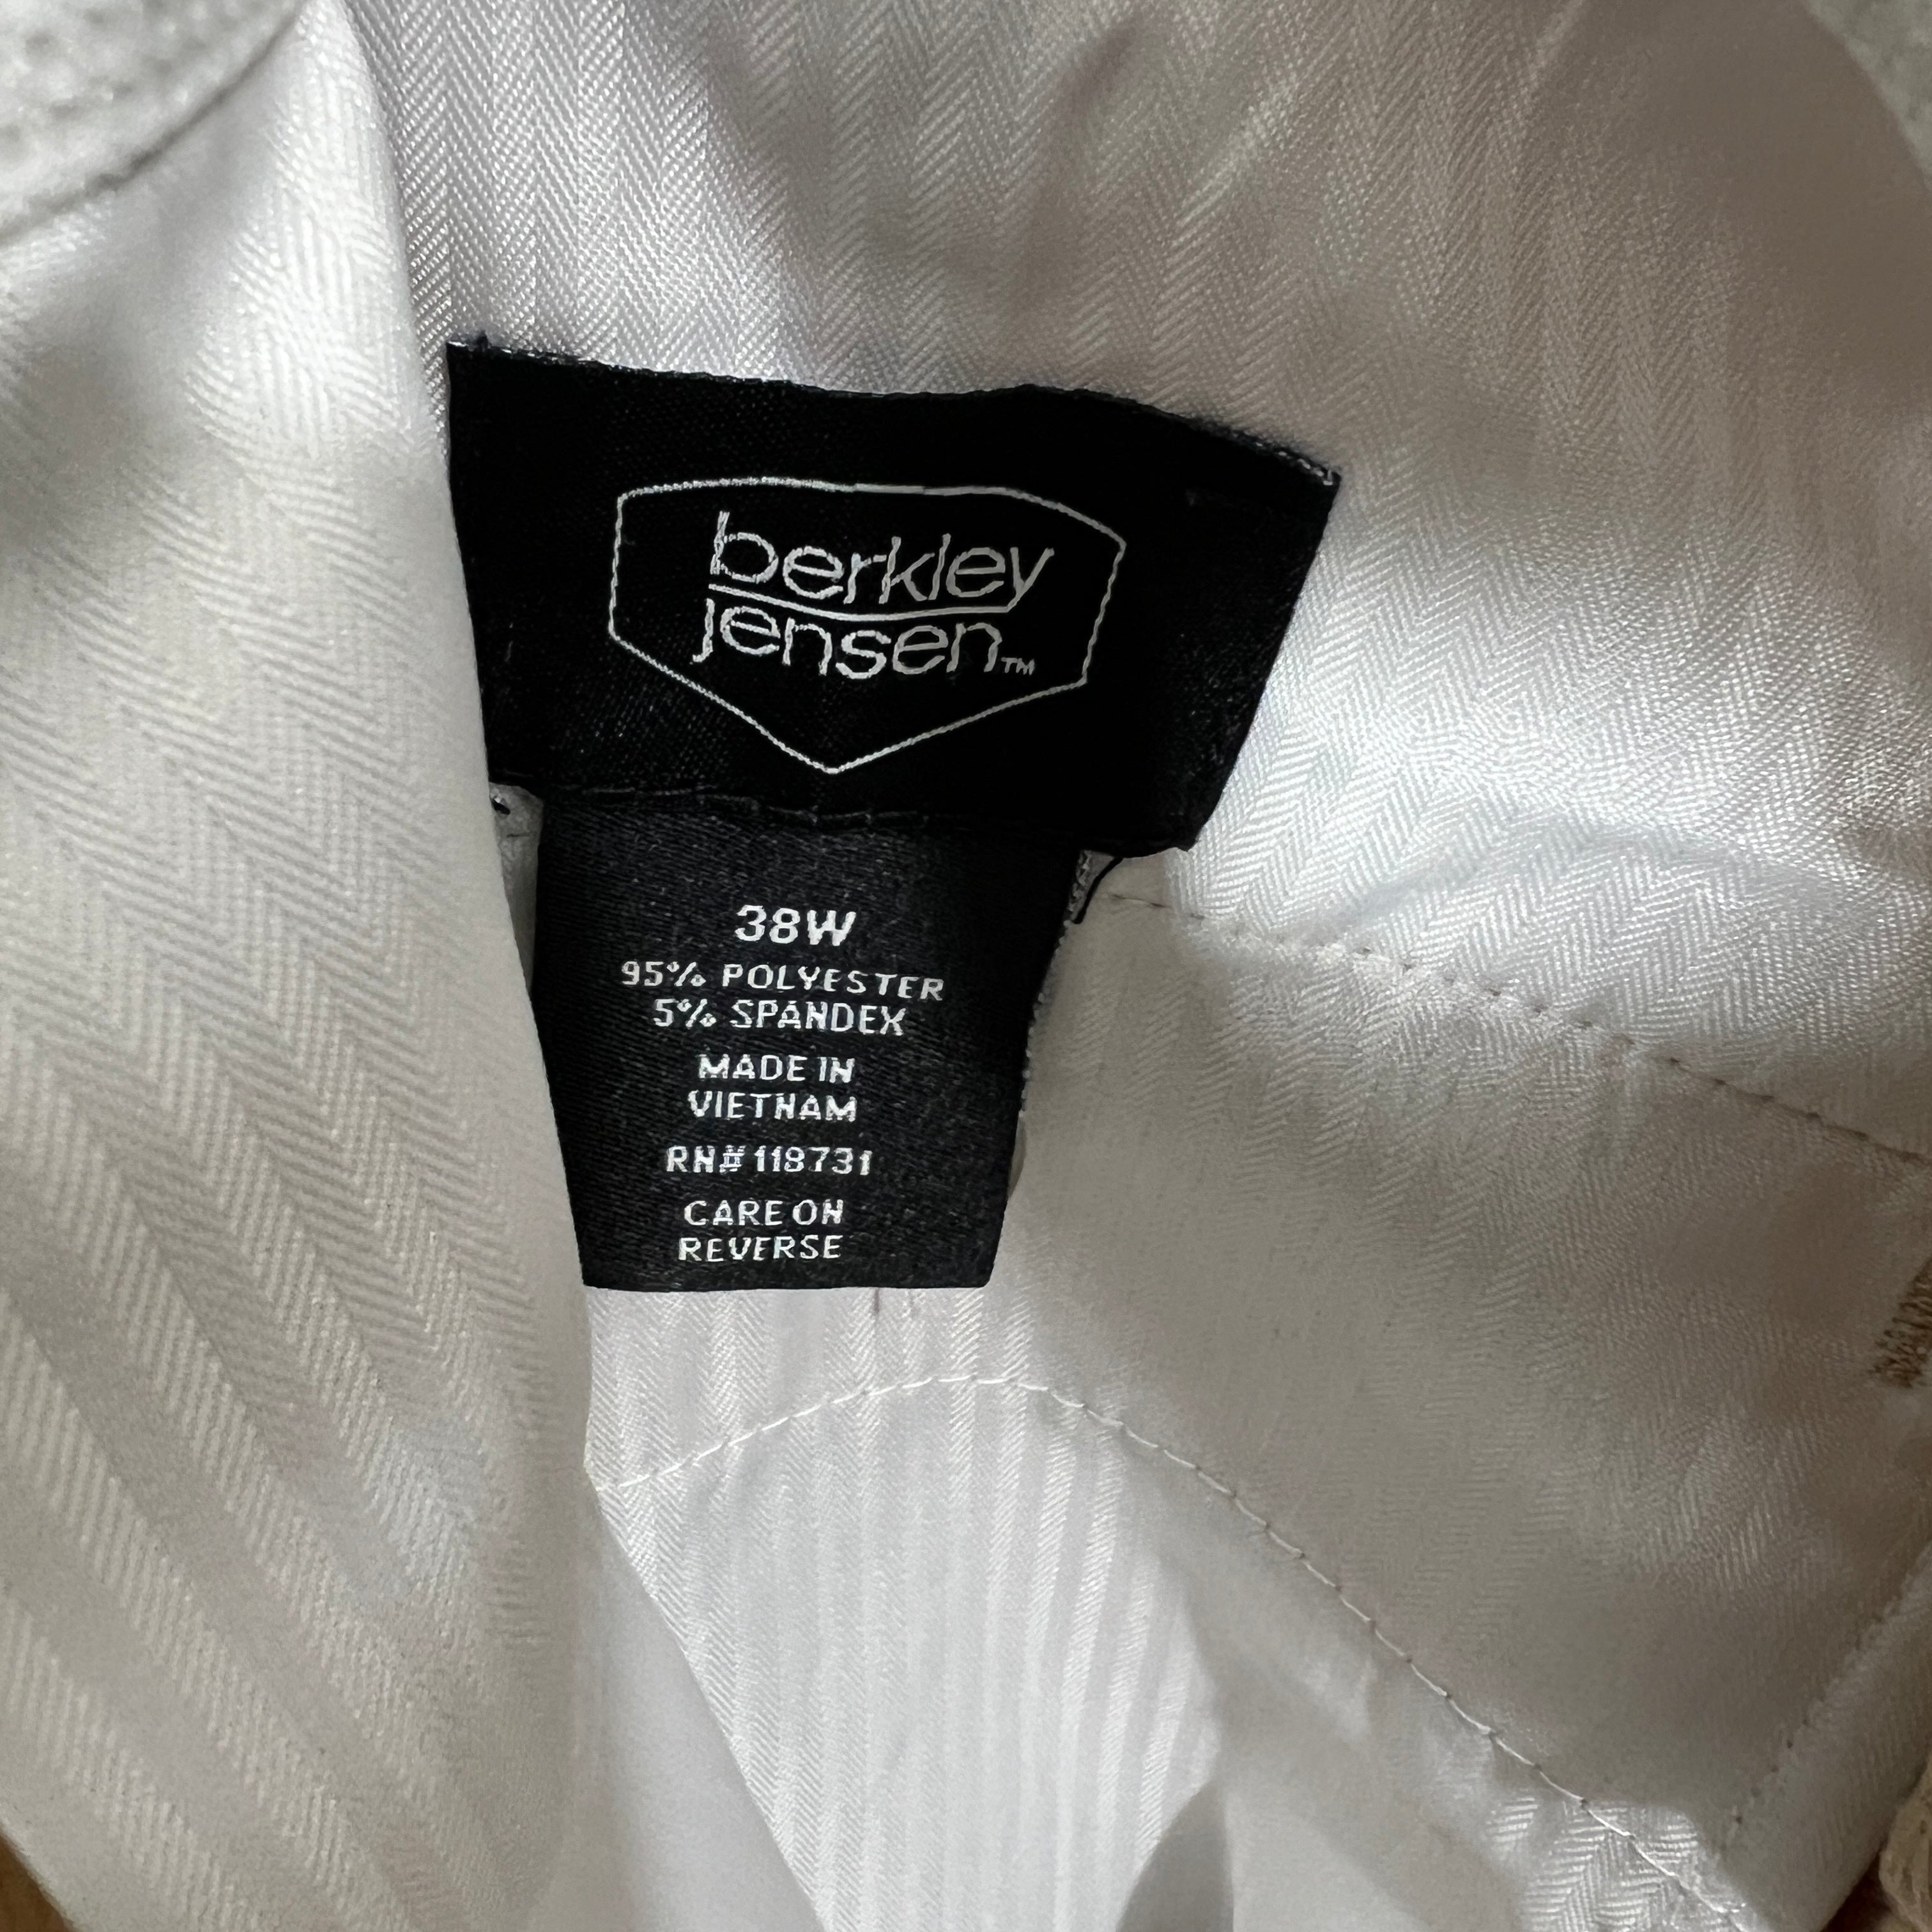 berkley
jensen™
38W
95% POLYESTER
5% SPANDEX
MADE IN
VIETNAM
RN# 118731
CARE ON
REVERSE